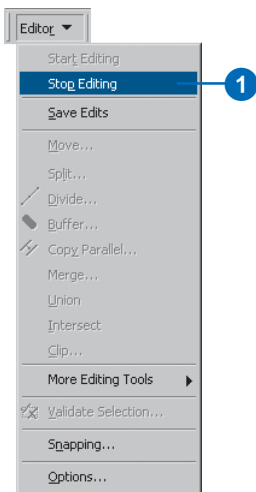 Editor
Start Editing
Stop Editing
1
Save Edits
Move...
Split...
Divide...
Buffer...
Copy Parallel...
Merge...
Union
Intersect
Clip...
More Editing Tools
Validate Selection...
Snapping...
Options...